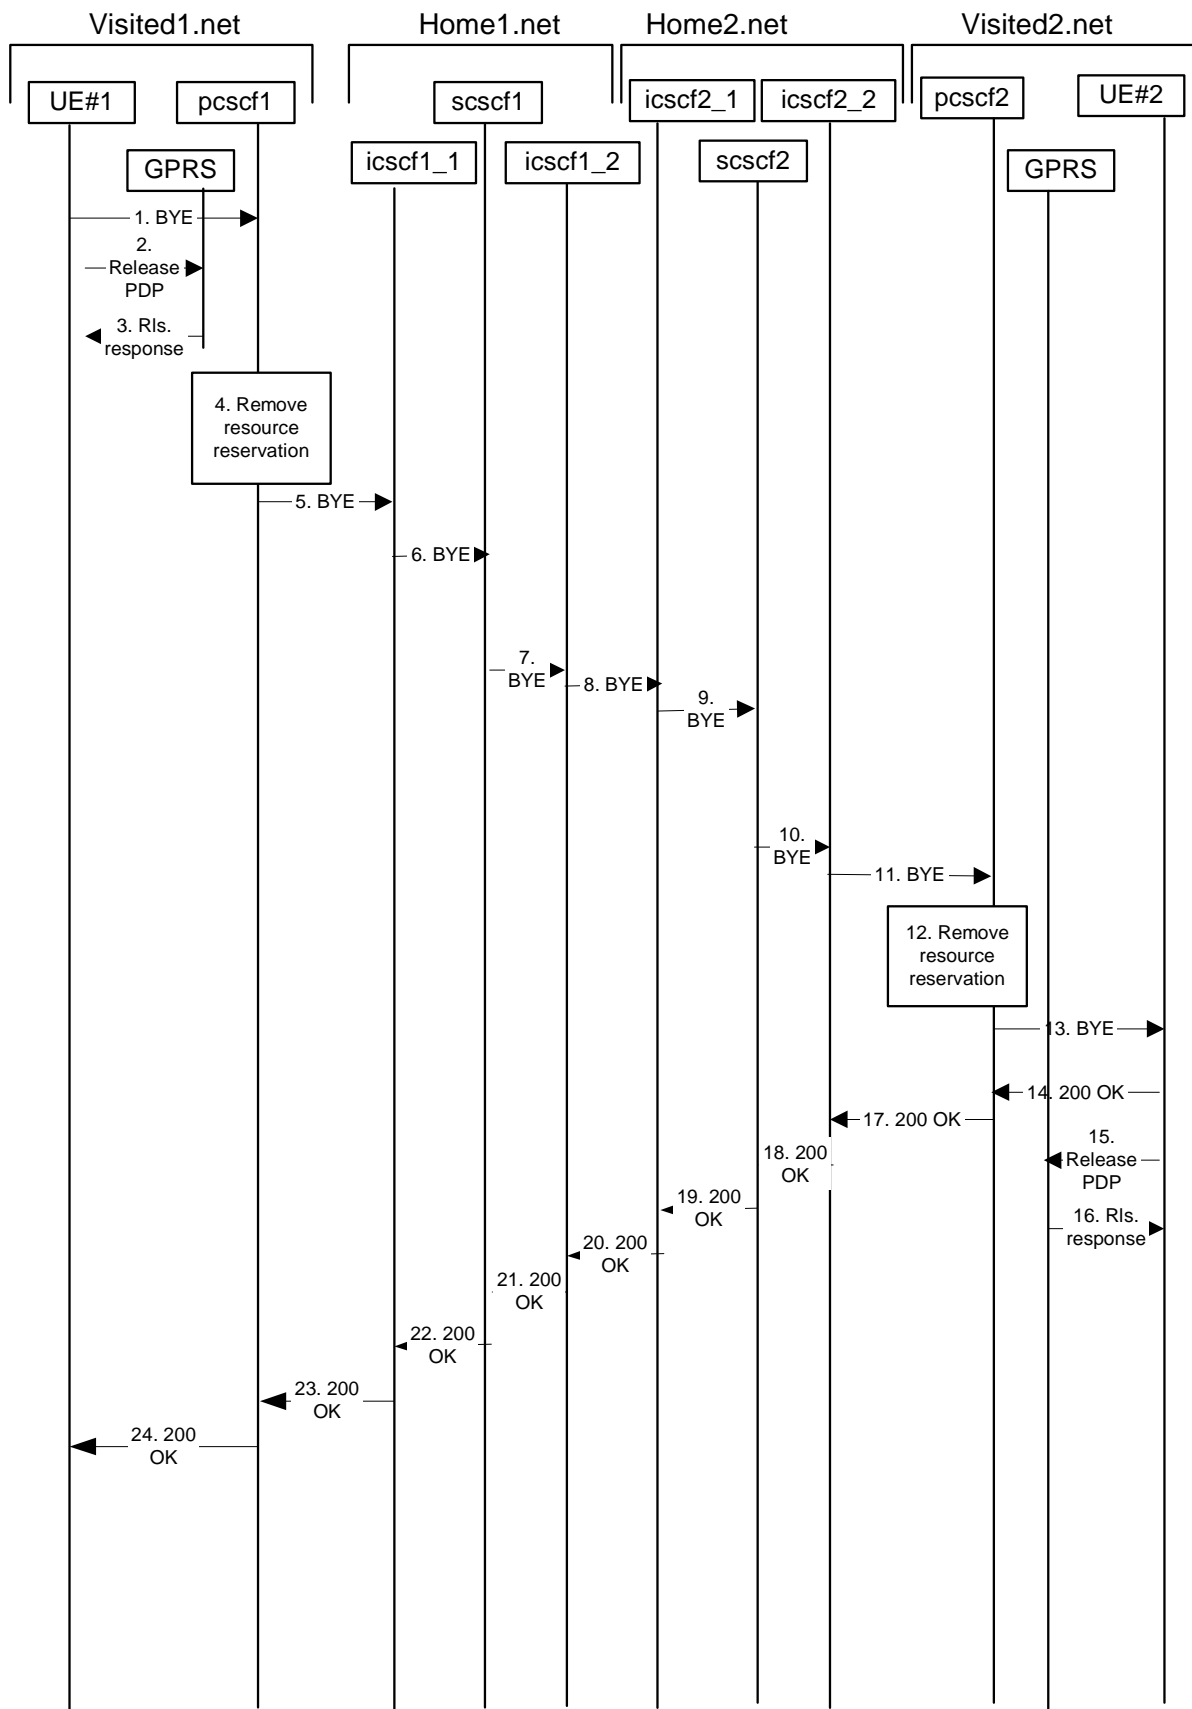 Visited1.net
Home1.net
Home2.net
Visited2.net
UE#1
pcscf1
scscf1
icscf2_1
icscf2_2
pcscf2
UE#2
GPRS
icscf1_1
icscf1_2
scscf2
GPRS
1. BYE
2.
Release
PDP
3. Rls.
response
4. Remove
resource
reservation
5. BYE
6. BYE
7.
BYE
8. BYE
9.
BYE
10.
BYE
11. BYE
12. Remove
resource
reservation
13. BYE
14. 200 OK
17. 200 OK
15.
Release
PDP
18. 200
OK
19. 200
OK
16. Rls.
response
20. 200
OK
21. 200
OK
22. 200
OK
23. 200
OK
24. 200
OK